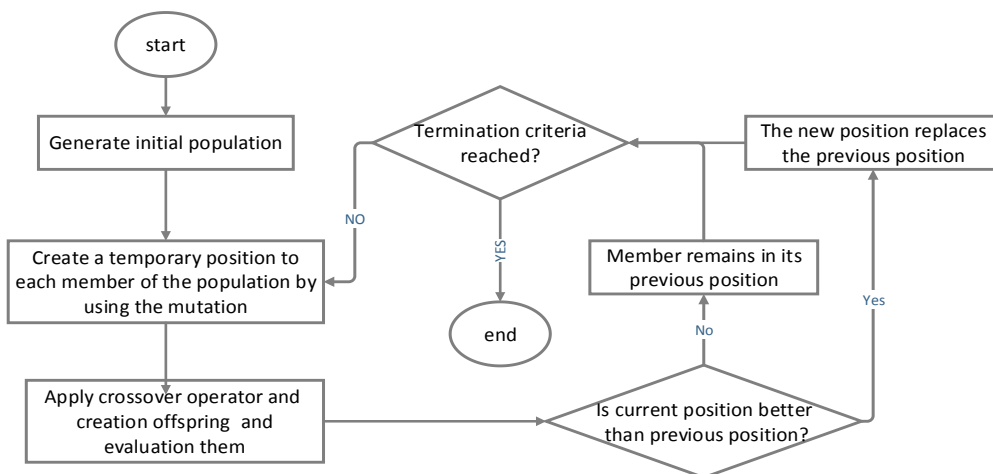 start
Generate initial population
Create a temporary position to
each member of the population by
using the mutation
Apply crossover operator and
creation offspring and
evaluation them
Termination criteria
reached?
NO
YES
end
The new position replaces
the previous position
Member remains in its
previous position
No
Yes
Is current position better
than previous position?